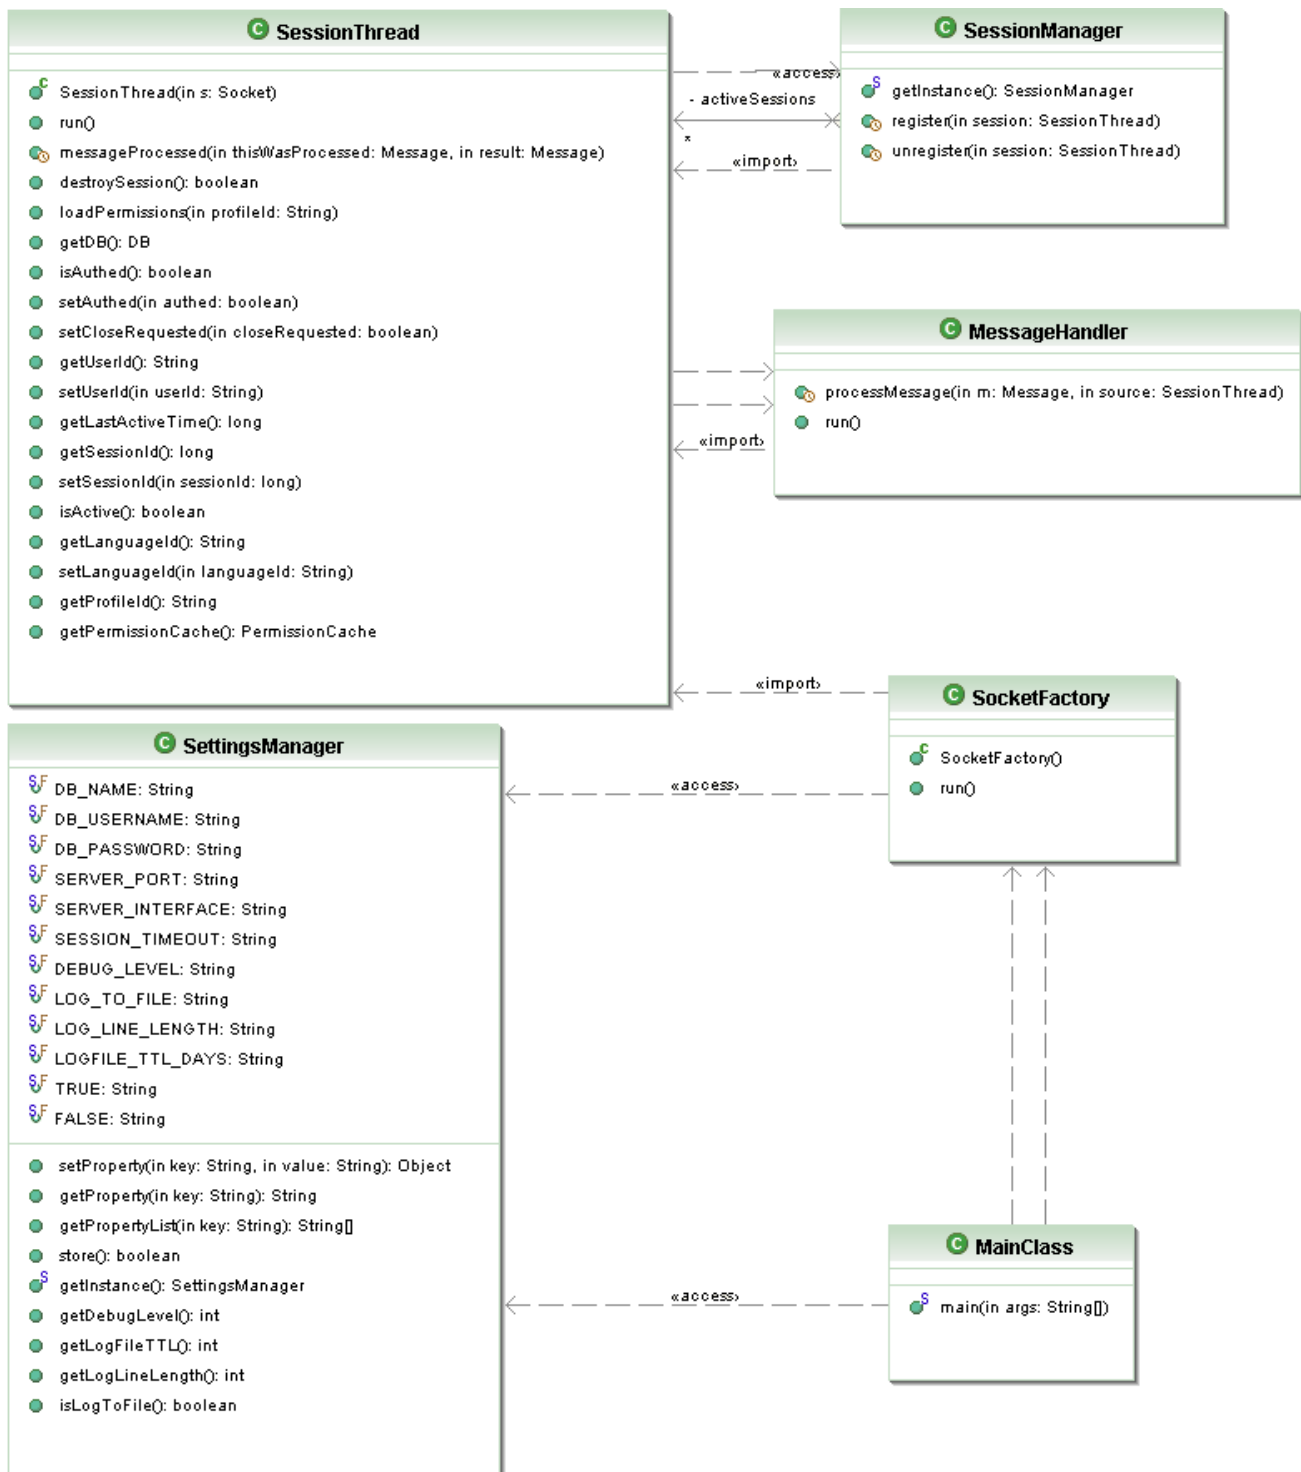 SessionThread
SessionThread(in s: Socket)
run()
messageProcessed(in thisWasProcessed: Message, in result: Message)
destroySession(): boolean
loadPermissions(in profileId: String)
getDB(): DB
isAuthed(): boolean
setAuthed(in authed: boolean)
setCloseRequested(in closeRequested: boolean)
getUserId(): String
setUserId(in userId: String)
getLastActiveTime(): long
getSessionId(): long
setSessionId(in sessionId: long)
isActive(): boolean
getLanguageId(): String
setLanguageId(in languageId: String)
getProfileId(): String
getPermissionCache(): PermissionCache
«access»
- activeSessions
*
«import»
SessionManager
getInstance(): SessionManager
register(in session: SessionThread)
unregister(in session: SessionThread)
MessageHandler
processMessage(in m: Message, in source: SessionThread)
run()
«import»
«import»
SocketFactory
SocketFactory()
run()
SettingsManager
DB_NAME: String
DB_USERNAME: String
DB_PASSWORD: String
SERVER_PORT: String
SERVER_INTERFACE: String
SESSION_TIMEOUT: String
DEBUG_LEVEL: String
LOG_TO_FILE: String
LOG_LINE_LENGTH: String
LOGFILE_TTL_DAYS: String
TRUE: String
FALSE: String
setProperty(in key: String, in value: String): Object
getProperty(in key: String): String
getPropertyList(in key: String): String[]
store(): boolean
getInstance(): SettingsManager
getDebugLevel(): int
getLogFileTTL(): int
getLogLineLength(): int
isLogToFile(): boolean
«access»
«access»
MainClass
main(in args: String[])